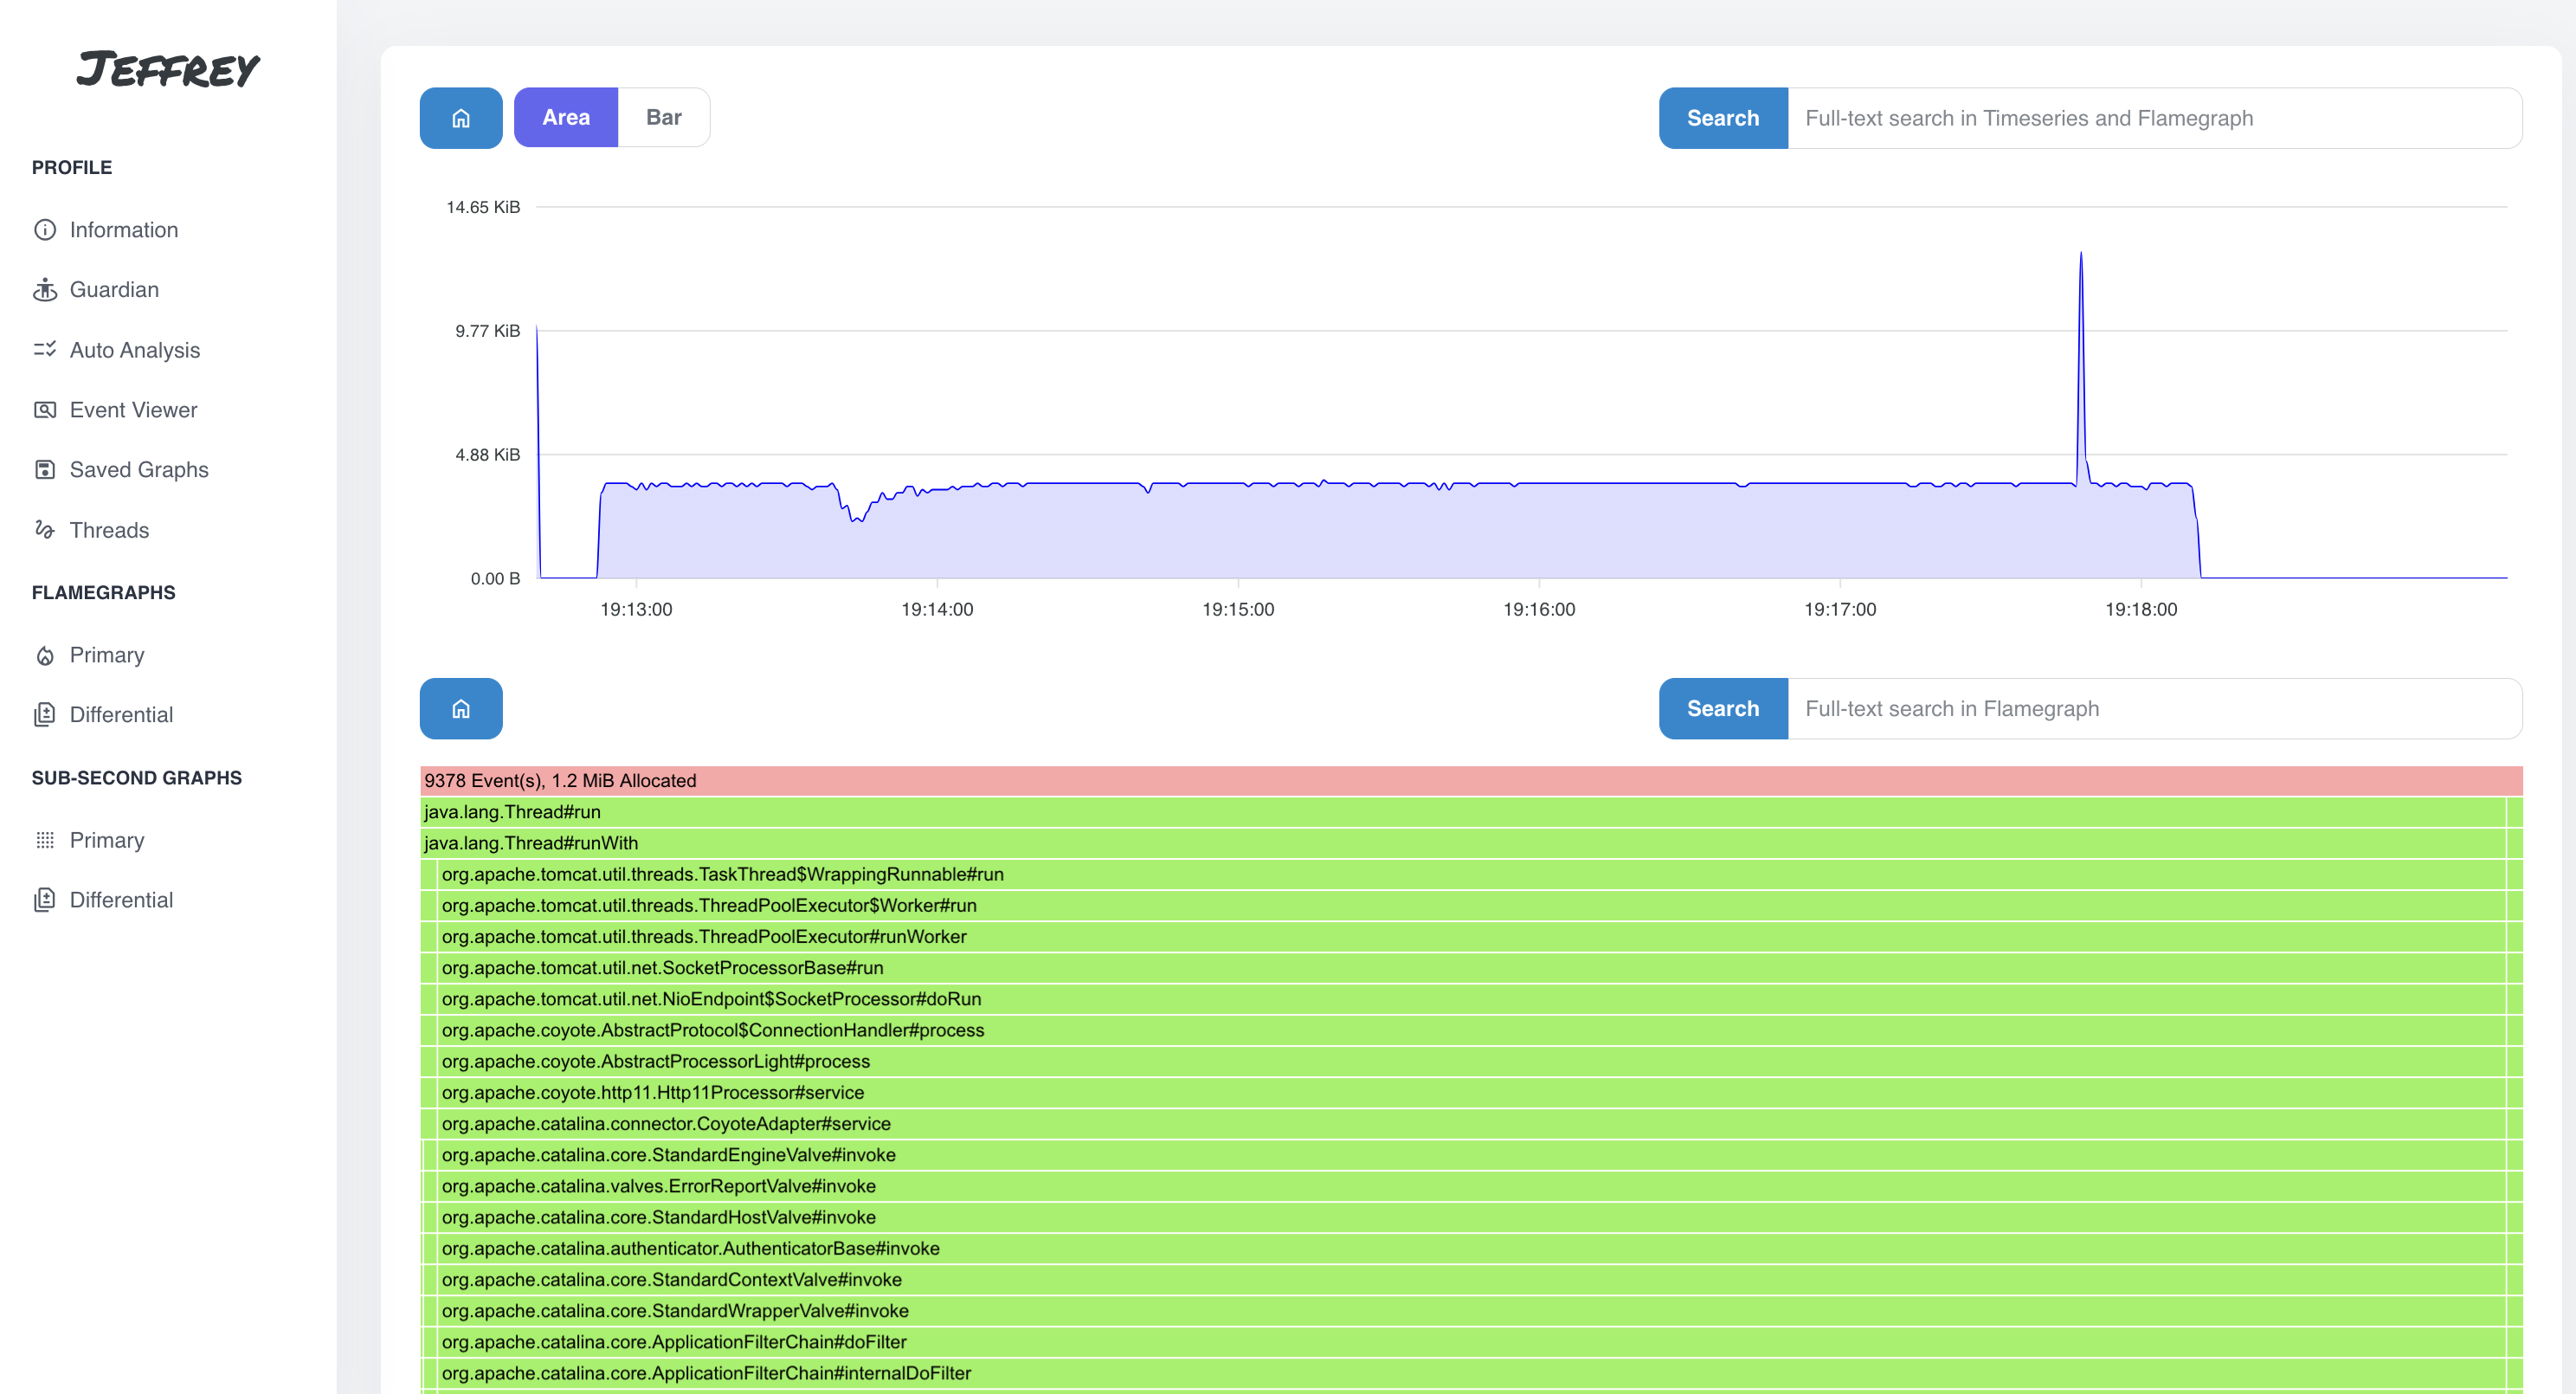 JEFFREY
PROFILE
Information
Guardian
Auto Analysis
Event Viewer
Saved Graphs
Threads
FLAMEGRAPHS
Primary
Differential
SUB-SECOND GRAPHS
Primary
Differential
Area Bar
Search Full-text search in Timeseries and Flamegraph
14.65 KiB
9.77 KiB
4.88 KiB
0.00 B
19:13:00 19:14:00 19:15:00 19:16:00 19:17:00 19:18:00
Search Full-text search in Flamegraph
9378 Event(s), 1.2 MiB Allocated
java.lang.Thread#run
java.lang.Thread#runWith
org.apache.tomcat.util.threads.TaskThread$WrappingRunnable#run
org.apache.tomcat.util.threads.ThreadPoolExecutor$Worker#run
org.apache.tomcat.util.threads.ThreadPoolExecutor#runWorker
org.apache.tomcat.util.net.SocketProcessorBase#run
org.apache.tomcat.util.net.NioEndpoint$SocketProcessor#doRun
org.apache.coyote.AbstractProtocol$ConnectionHandler#process
org.apache.coyote.AbstractProcessorLight#process
org.apache.coyote.http11.Http11Processor#service
org.apache.catalina.connector.CoyoteAdapter#service
org.apache.catalina.core.StandardEngineValve#invoke
org.apache.catalina.valves.ErrorReportValve#invoke
org.apache.catalina.core.StandardHostValve#invoke
org.apache.catalina.authenticator.AuthenticatorBase#invoke
org.apache.catalina.core.StandardContextValve#invoke
org.apache.catalina.core.StandardWrapperValve#invoke
org.apache.catalina.core.ApplicationFilterChain#doFilter
org.apache.catalina.core.ApplicationFilterChain#internalDoFilter